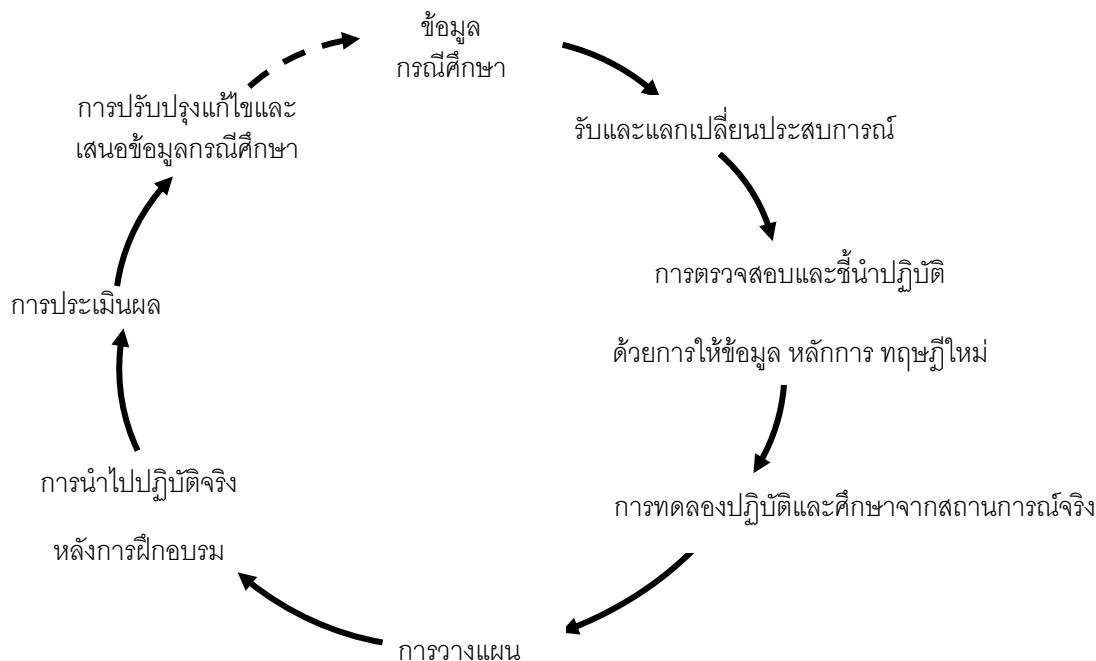 ข้อมูล
กรณีศึกษา
รับและแลกเปลี่ยนประสบการณ์
การตรวจสอบและชี้นำปฏิบัติ
ด้วยการให้ข้อมูล หลักการ ทฤษฎีใหม่
การทดลองปฏิบัติและศึกษาจากสถานการณ์จริง
การวางแผน
การนำไปปฏิบัติจริง
หลังการฝึกอบรม
การประเมินผล
การปรับปรุงแก้ไขและ
เสนอข้อมูลกรณีศึกษา